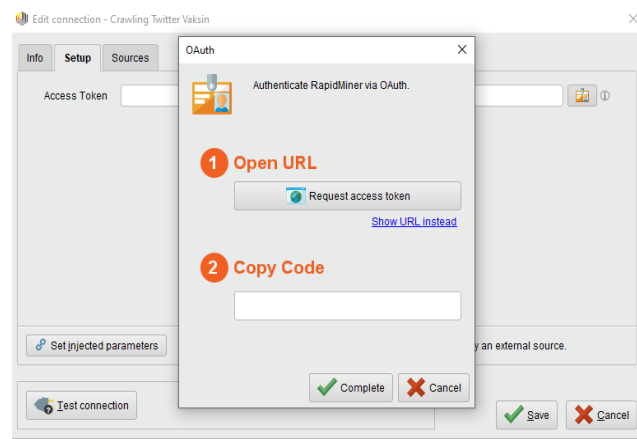 Edit connection - Crawling Twitter Vaksin
Info Setup Sources
Access Token
OAuth
Authenticate RapidMiner via OAuth.
1 Open URL
Request access token
Show URL instead
2 Copy Code
Complete Cancel
Set injected parameters
y an external source.
Test connection
Save Cancel